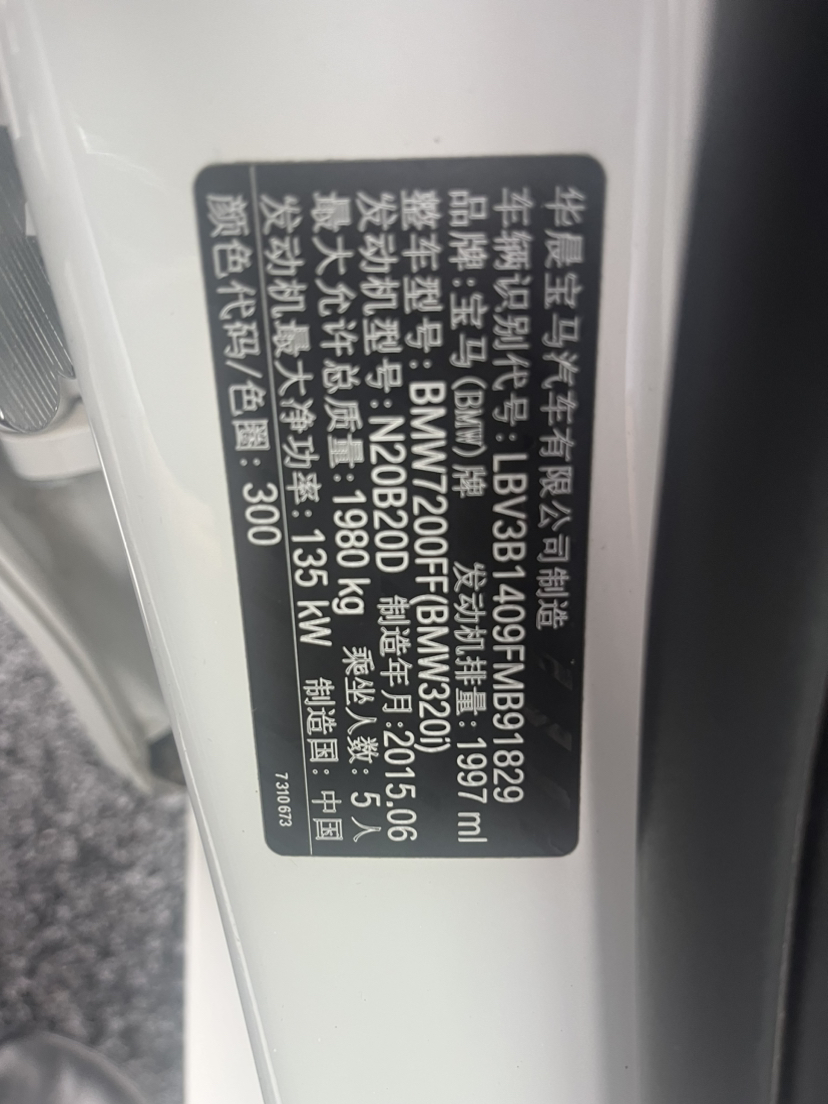 华晨宝马汽车有限公司制造
车辆识别代号:LBV3B1409FMB91829
品牌:宝马(BMW)牌 发动机排量:1997 ml
整车型号:BMW7200FF(BMW320i)
发动机型号:N20B20D 制造年月:2015.06
最大允许总质量:1980 kg 乘坐人数:5人
发动机最大净功率:135 kW 制造国:中国
颜色代码/色圈:300
7310673